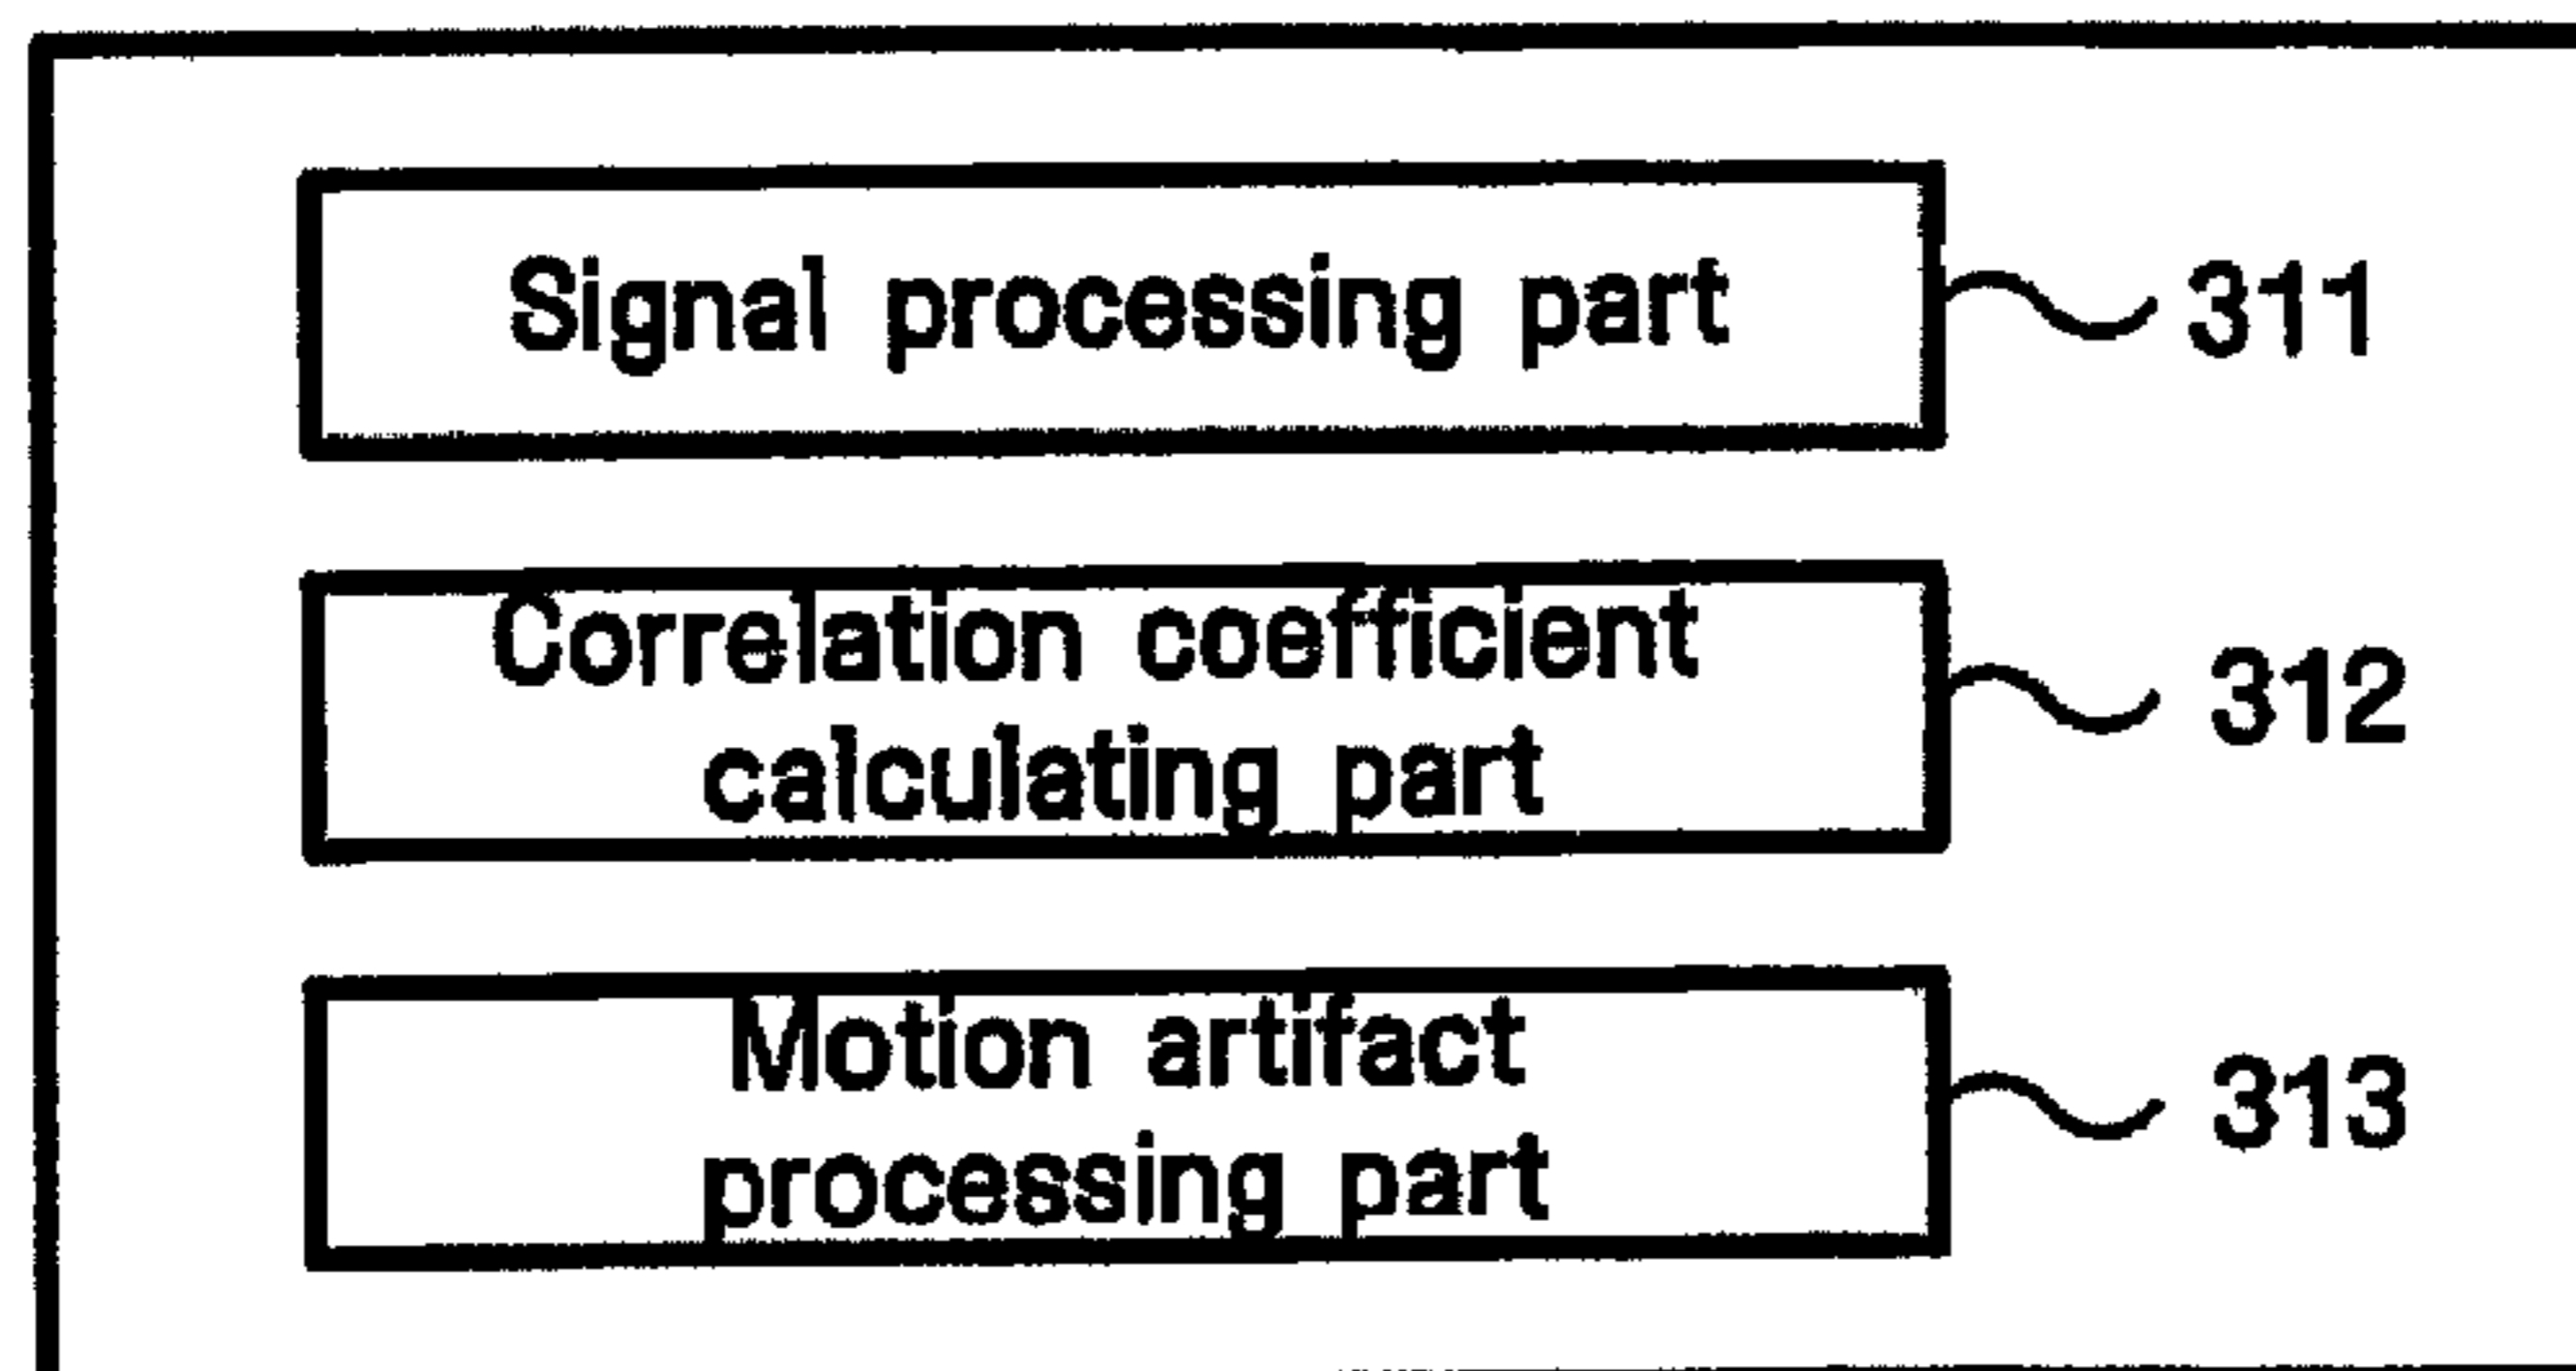 Signal processing part 311
Correlation coefficient
calculating part
312
Motion artifact
processing part
313